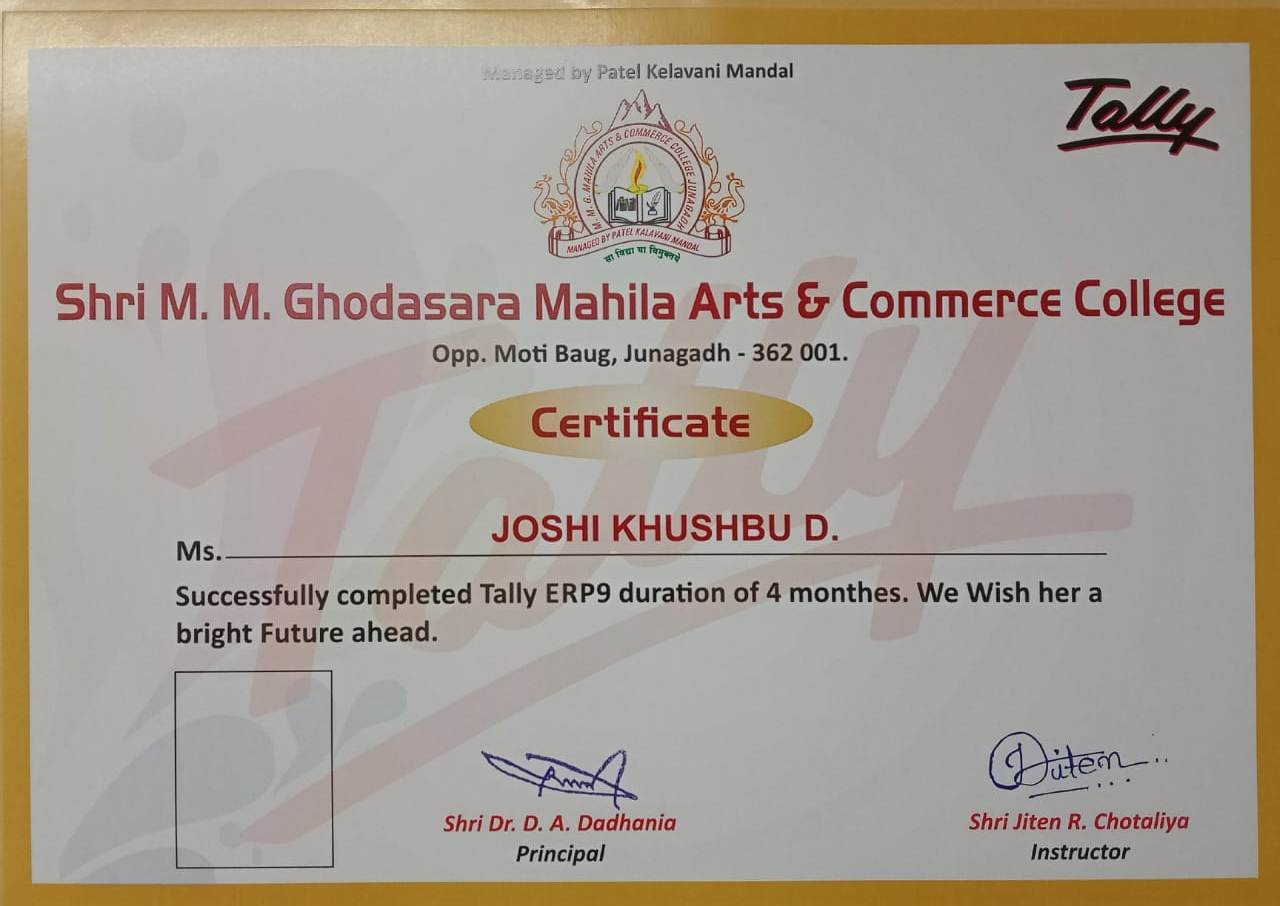 Managed by Patel Kelavani Mandal
Tally
M. M. G. MAHILA ARTS & COMMERCE COLLEGE JUNAGADH
MANAGED BY PATEL KALAVANI MANDAL
सा विद्या या विमुक्तये
Shri M. M. Ghodasara Mahila Arts & Commerce College
Opp. Moti Baug, Junagadh - 362 001.
Certificate
Tally
JOSHI KHUSHBU D.
Ms.
Successfully completed Tally ERP9 duration of 4 monthes. We Wish her a
bright Future ahead.
Shri Dr. D. A. Dadhania
Shri Jiten R. Chotaliya
Principal
Instructor